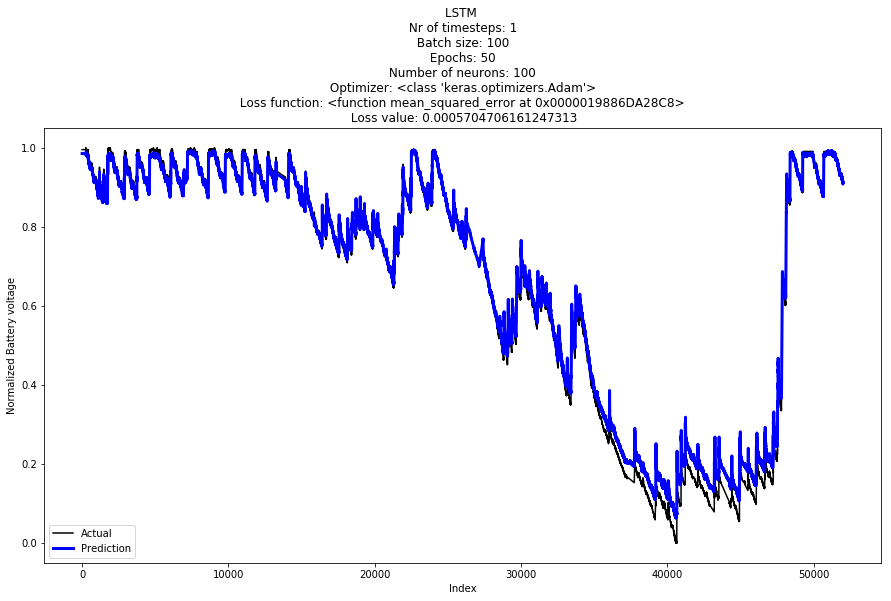 LSTM
Nr of timesteps: 1
Batch size: 100
Epochs: 50
Number of neurons: 100
Optimizer: <class 'keras.optimizers.Adam'>
Loss function: <function mean_squared_error at 0x0000019886DA28C8>
Loss value: 0.0005704706161247313
1.0
0.8
0.6
0.4
0.2
0.0
Normalized Battery voltage
Actual
Prediction
0 10000 20000 30000 40000 50000
Index